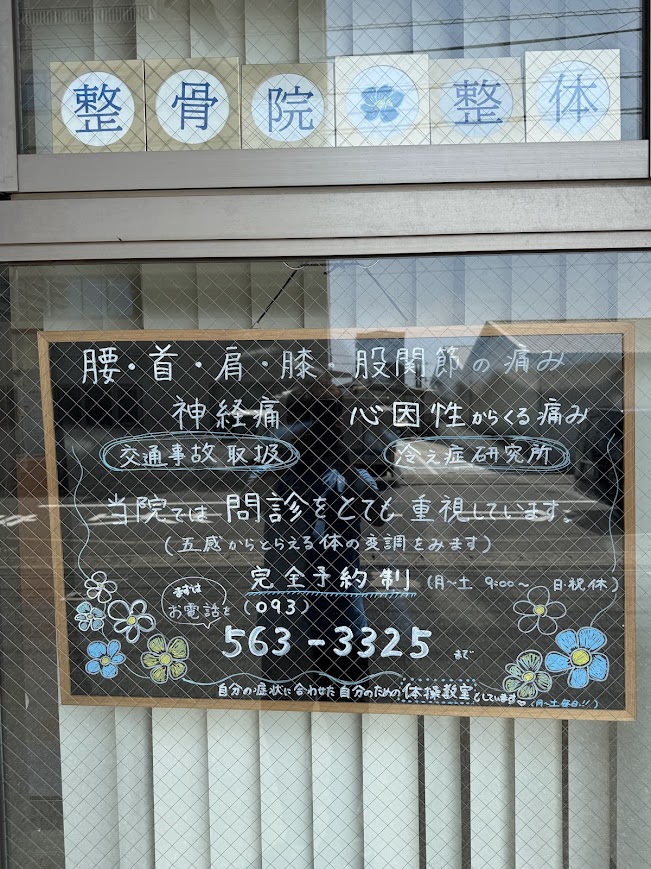 整骨院 整体
腰・首・肩・膝・股関節の痛み
神経痛 心因性からくる痛み
交通事故取扱 冷え症研究所
当院では問診をとても重視しています。
(五感からとらえる体の変調をみます)
完全予約制 (月〜土 9:00〜 日・祝休)
まずは
お電話を (093)
563-3325 まで
自分の症状に合わせた自分のための体操教室もしています (月〜土毎日!!)